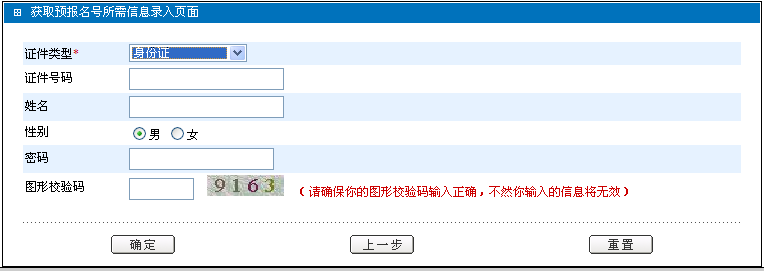 获取预报名号所需信息录入页面
证件类型* 身份证
证件号码
姓名
性别 男 女
密码
图形校验码 9163 （请确保你的图形校验码输入正确，不然你输入的信息将无效）
确定 上一步 重置